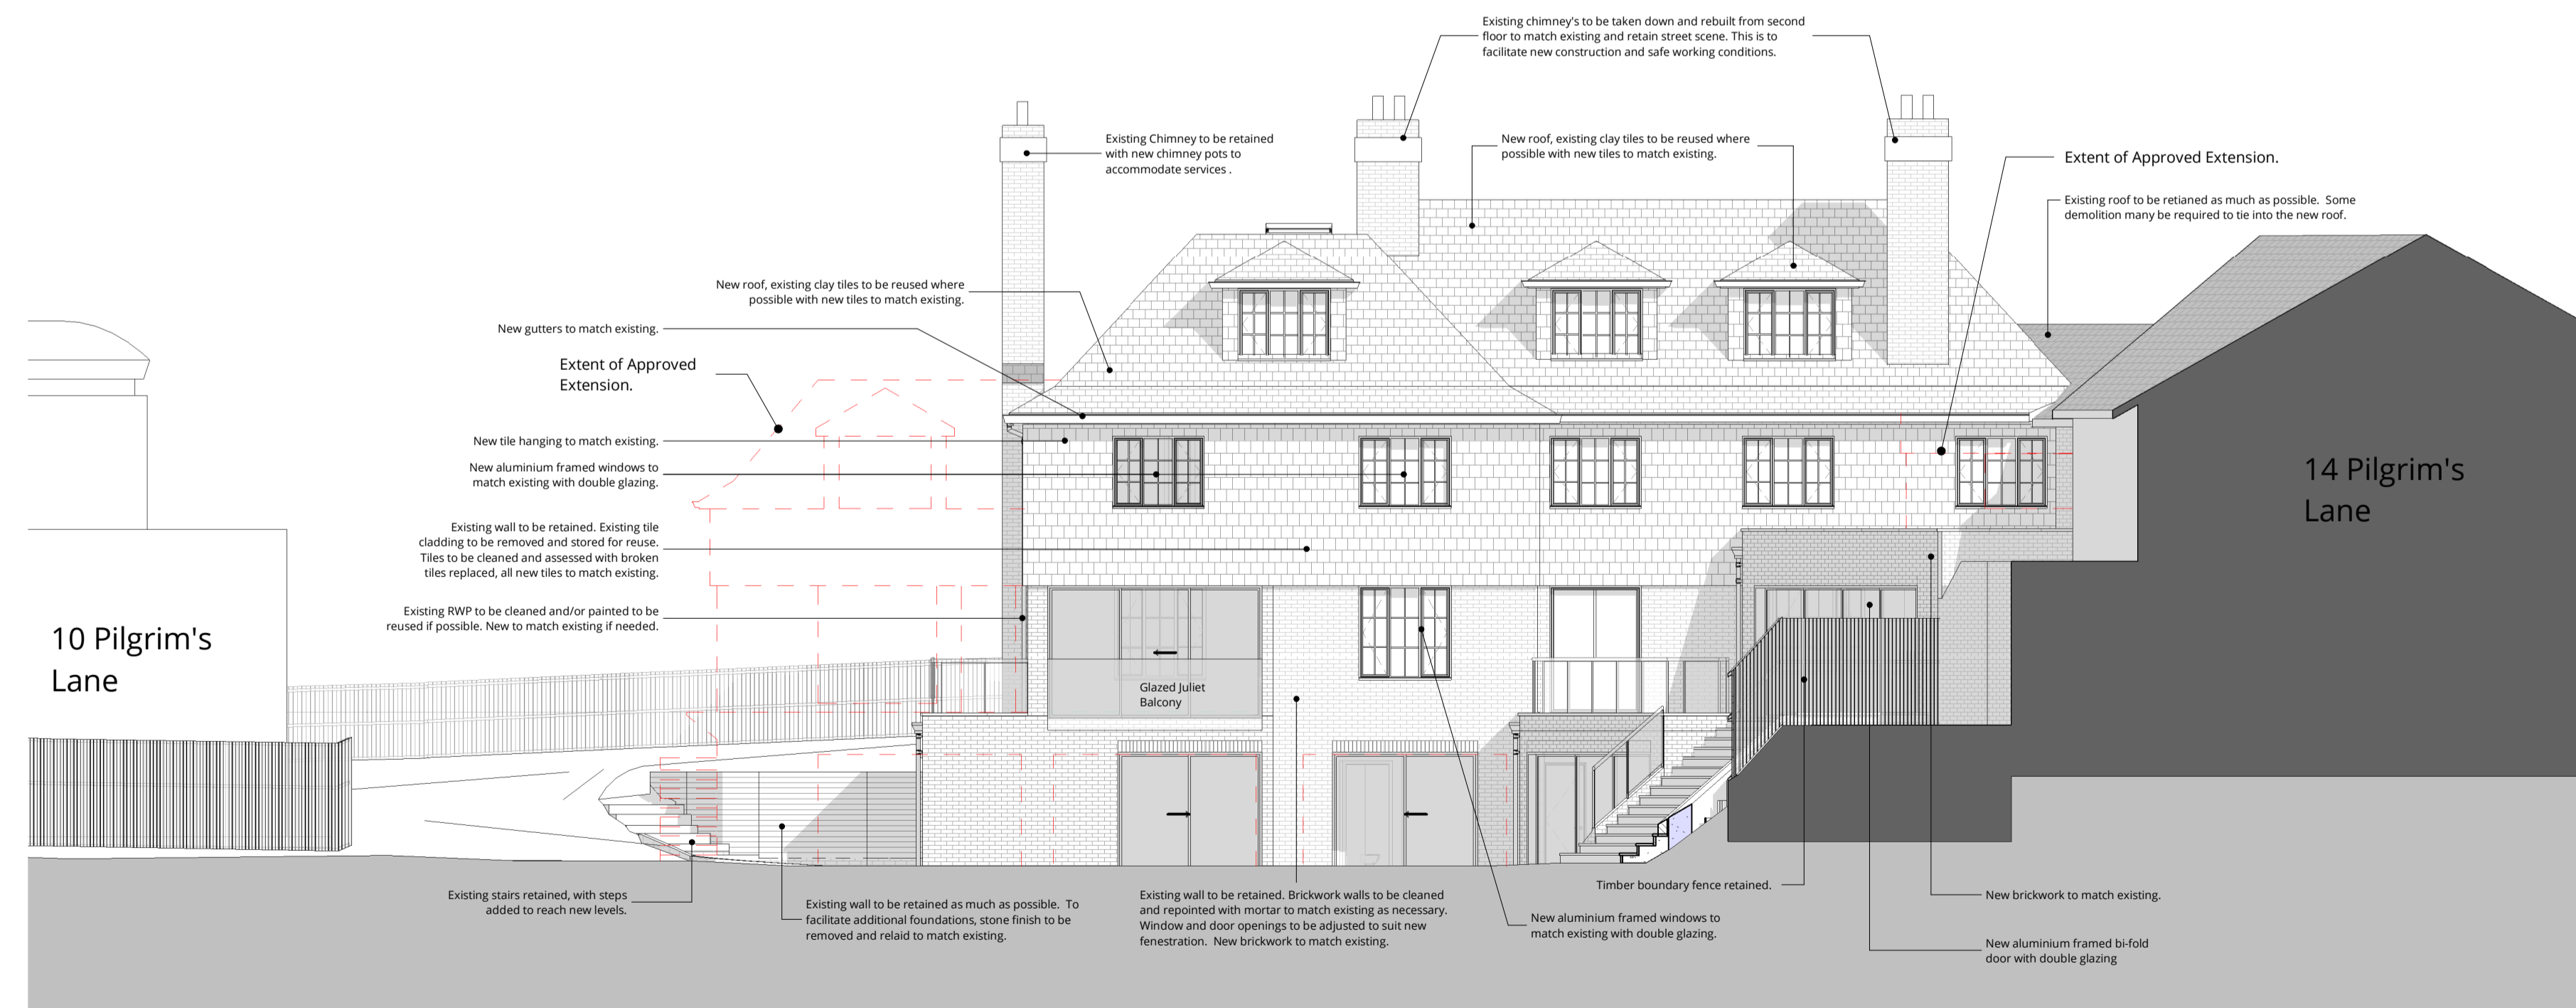 Existing chimney's to be taken down and rebuilt from second
floor to match existing and retain street scene. This is to
facilitate new construction and safe working conditions.
Existing Chimney to be retained
with new chimney pots to
accommodate services .
New roof, existing clay tiles to be reused where
possible with new tiles to match existing.
Extent of Approved Extension.
Existing roof to be retianed as much as possible.  Some
demolition many be required to tie into the new roof.
New roof, existing clay tiles to be reused where
possible with new tiles to match existing.
New gutters to match existing.
Extent of Approved
Extension.
New tile hanging to match existing.
New aluminium framed windows to
match existing with double glazing.
Existing wall to be retained. Existing tile
cladding to be removed and stored for reuse.
Tiles to be cleaned and assessed with broken
tiles replaced, all new tiles to match existing.
Existing RWP to be cleaned and/or painted to be
reused if possible. New to match existing if needed.
10 Pilgrim's
Lane
14 Pilgrim's
Lane
Glazed Juliet
Balcony
Existing stairs retained, with steps
added to reach new levels.
Existing wall to be retained as much as possible.  To
facilitate additional foundations, stone finish to be
removed and relaid to match existing.
Existing wall to be retained. Brickwork walls to be cleaned
and repointed with mortar to match existing as necessary.
Window and door openings to be adjusted to suit new
fenestration.  New brickwork to match existing.
New aluminium framed windows to
match existing with double glazing.
Timber boundary fence retained.
New brickwork to match existing.
New aluminium framed bi-fold
door with double glazing